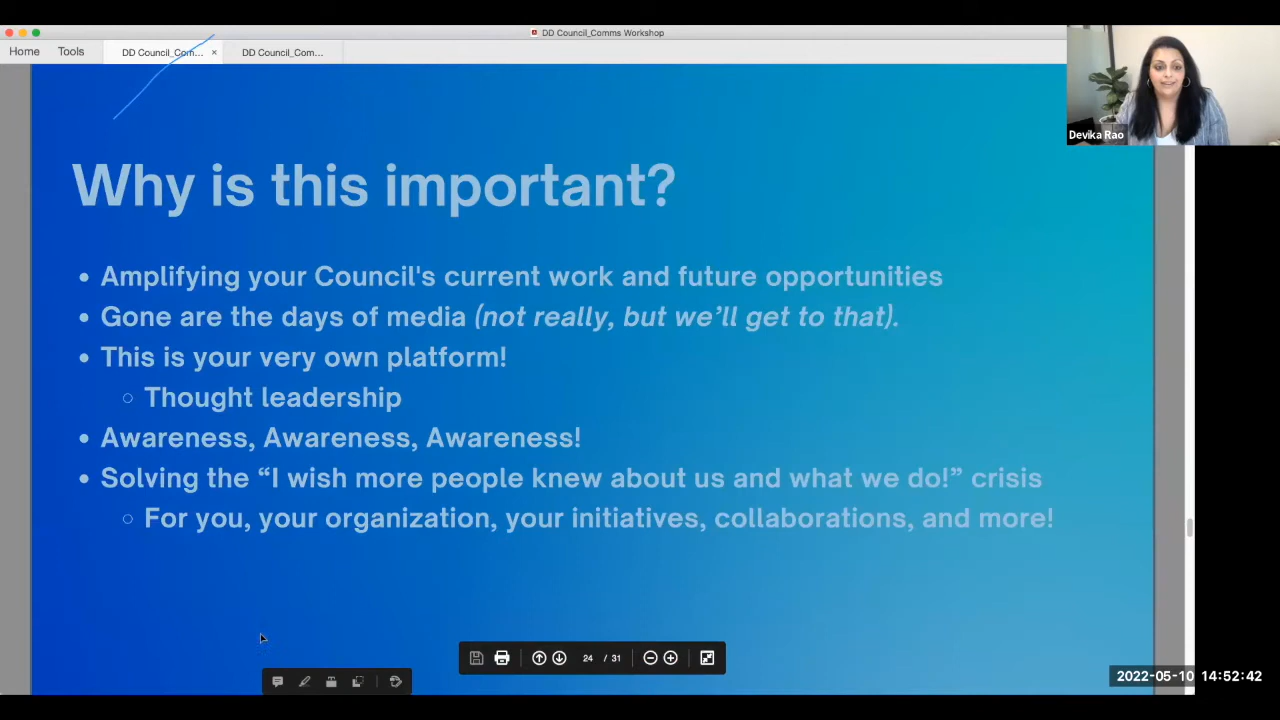 DD Council_Comms Workshop
Home Tools DD Council_Com... × DD Council_Com...
Devika Rao
Why is this important?
• Amplifying your Council's current work and future opportunities
• Gone are the days of media (not really, but we’ll get to that).
• This is your very own platform!
○ Thought leadership
• Awareness, Awareness, Awareness!
• Solving the “I wish more people knew about us and what we do!” crisis
○ For you, your organization, your initiatives, collaborations, and more!
24 / 31
2022-05-10 14:52:42